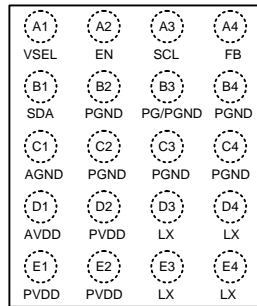 A1 A2 A3 A4
VSEL EN SCL FB
B1 B2 B3 B4
SDA PGND PG/PGND PGND
C1 C2 C3 C4
AGND PGND PGND PGND
D1 D2 D3 D4
AVDD PVDD LX LX
E1 E2 E3 E4
PVDD PVDD LX LX